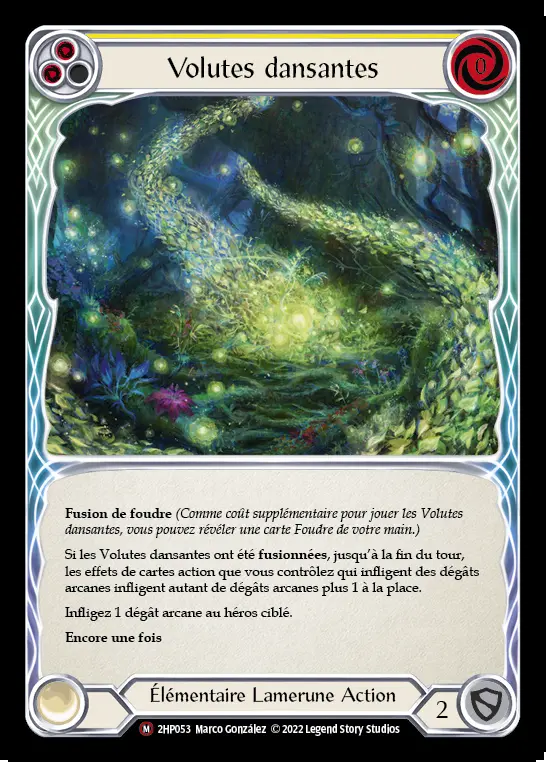 Volutes dansantes
0
Fusion de foudre (Comme coût supplémentaire pour jouer les Volutes
dansantes, vous pouvez révéler une carte Foudre de votre main.)
Si les Volutes dansantes ont été fusionnées, jusqu'à la fin du tour,
les effets de cartes action que vous contrôlez qui infligent des dégâts
arcanes infligent autant de dégâts arcanes plus 1 à la place.
Infligez 1 dégât arcane au héros ciblé.
Encore une fois
Élémentaire Lamerune Action
2
M 2HP053 Marco González © 2022 Legend Story Studios